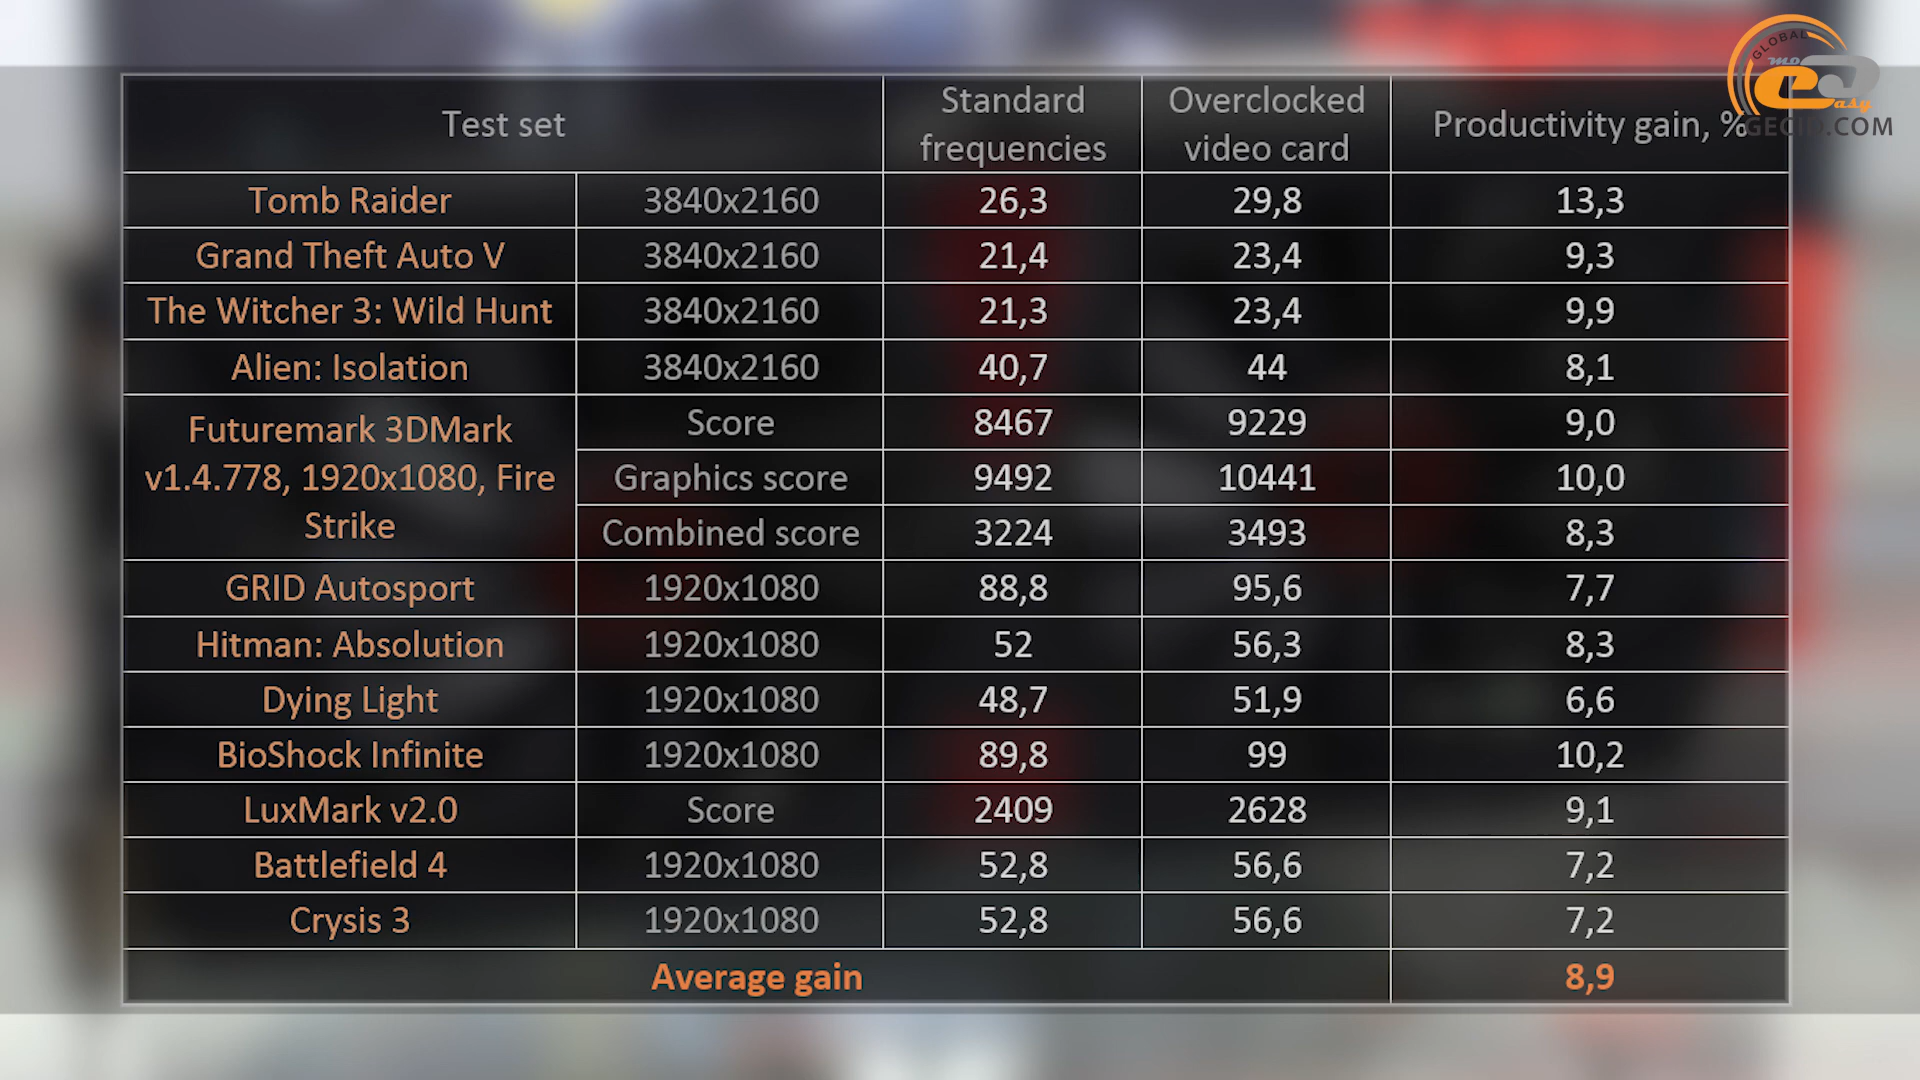 Test set Standard frequencies Overclocked video card Productivity gain, %
Tomb Raider 3840x2160 26,3 29,8 13,3
Grand Theft Auto V 3840x2160 21,4 23,4 9,3
The Witcher 3: Wild Hunt 3840x2160 21,3 23,4 9,9
Alien: Isolation 3840x2160 40,7 44 8,1
Futuremark 3DMark v1.4.778, 1920x1080, Fire Strike Score 8467 9229 9,0
Graphics score 9492 10441 10,0
Combined score 3224 3493 8,3
GRID Autosport 1920x1080 88,8 95,6 7,7
Hitman: Absolution 1920x1080 52 56,3 8,3
Dying Light 1920x1080 48,7 51,9 6,6
BioShock Infinite 1920x1080 89,8 99 10,2
LuxMark v2.0 Score 2409 2628 9,1
Battlefield 4 1920x1080 52,8 56,6 7,2
Crysis 3 1920x1080 52,8 56,6 7,2
Average gain 8,9
GLOBAL
easy
GECID.COM